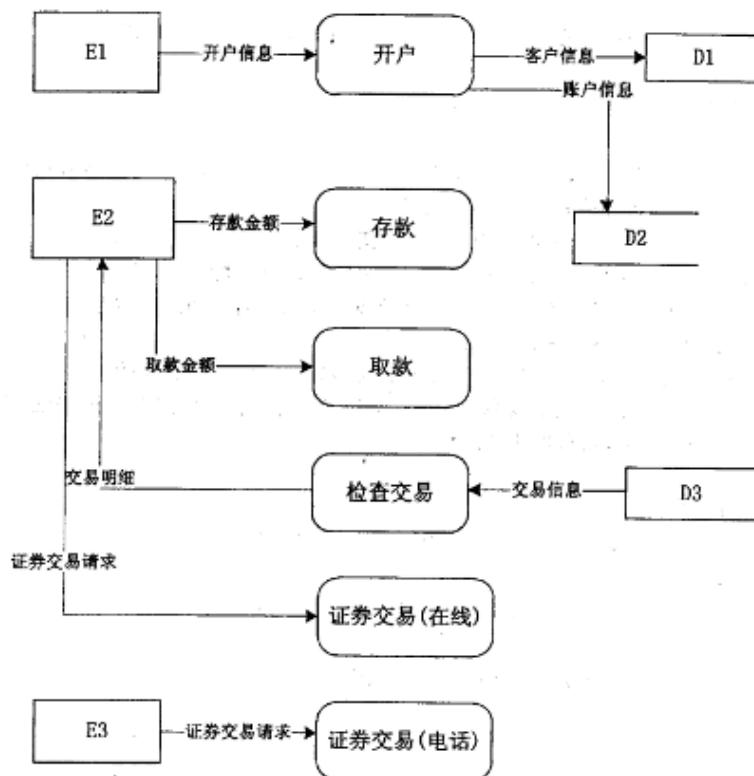 E1
开户信息
开户
客户信息
D1
账户信息
E2
存款金额
存款
D2
取款金额
取款
交易明细
检查交易
交易信息
D3
证券交易请求
证券交易(在线)
E3
证券交易请求
证券交易(电话)